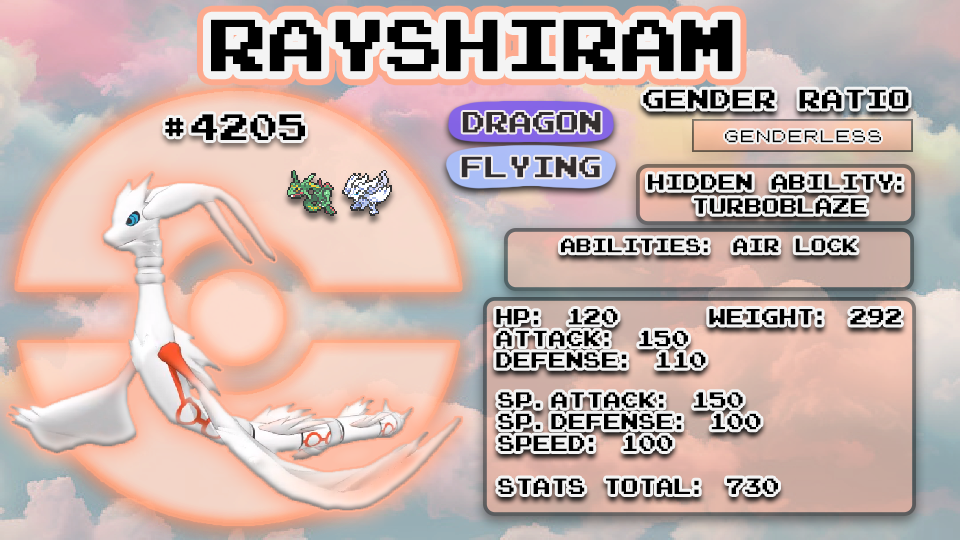 RAYSHIRAM
#4205
DRAGON
FLYING
GENDER RATIO
GENDERLESS
HIDDEN ABILITY:
TURBOBLAZE
ABILITIES: AIR LOCK
HP: 120 WEIGHT: 292
ATTACK: 150
DEFENSE: 110
SP. ATTACK: 150
SP. DEFENSE: 100
SPEED: 100
STATS TOTAL: 730